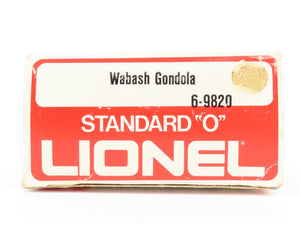 Wabash Gondola
6-9820
STANDARD "O"
LIONEL